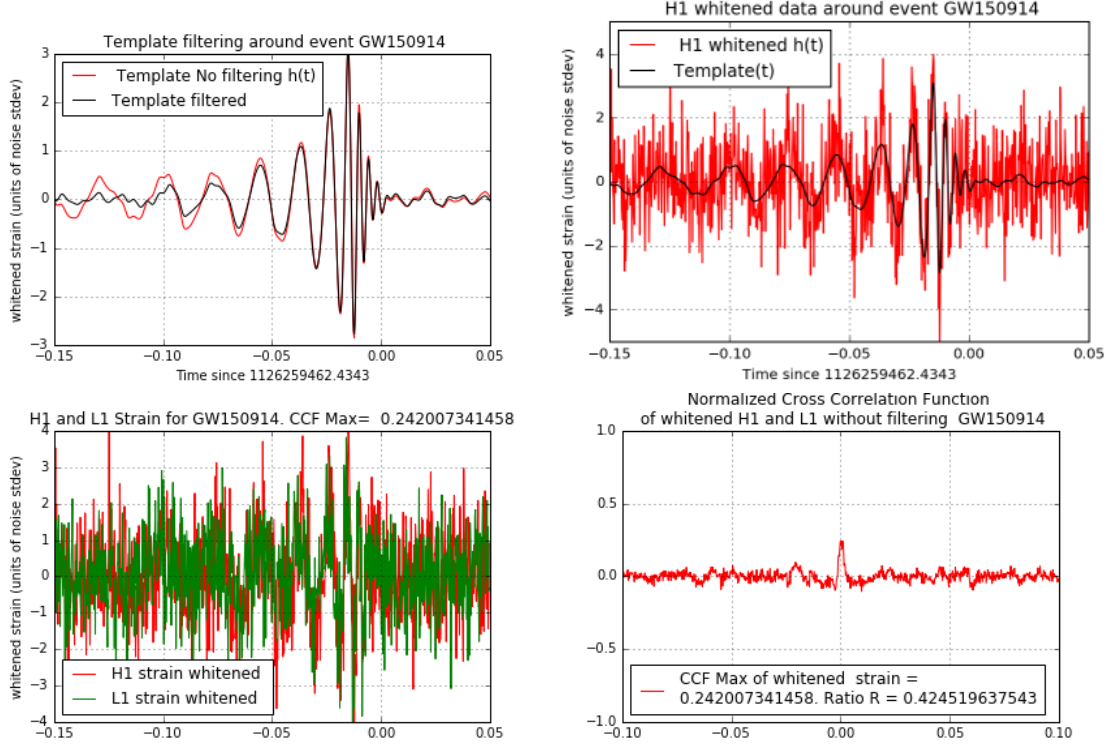 Template filtering around event GW150914
3
2
1
0
−1
−2
−3
whitened strain (units of noise stdev)
Template No filtering h(t)
Template filtered
−0.15
−0.10
−0.05
0.00
0.05
Time since 1126259462.4343
H1 whitened data around event GW150914
4
2
0
−2
−4
whitened strain (units of noise stdev)
H1 whitened h(t)
Template(t)
−0.15
−0.10
−0.05
0.00
0.05
Time since 1126259462.4343
H1 and L1 Strain for GW150914. CCF Max= 0.242007341458
4
3
2
1
0
−1
−2
−3
−4
whitened strain (units of noise stdev)
H1 strain whitened
L1 strain whitened
−0.15
−0.10
−0.05
0.00
0.05
Normalized Cross Correlation Function
of whitened H1 and L1 without filtering GW150914
1.0
0.5
0.0
−0.5
−1.0
CCF Max of whitened strain =
0.242007341458. Ratio R = 0.424519637543
−0.10
−0.05
0.00
0.05
0.10